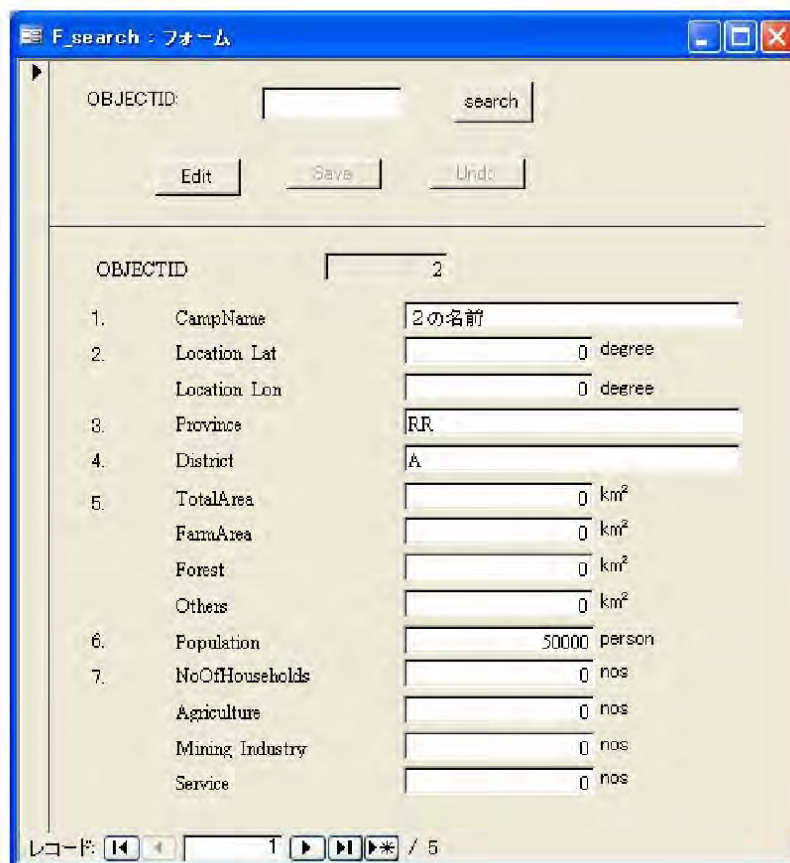 F_search : フォーム
OBJECTID: search
Edit Save Undo
OBJECTID 2
1. CampName 2の名前
2. Location Lat 0 degree
Location Lon 0 degree
3. Province RR
4. District A
5. TotalArea 0 km²
FarmArea 0 km²
Forest 0 km²
Others 0 km²
6. Population 50000 person
7. NoOfHouseholds 0 nos
Agriculture 0 nos
Mining Industry 0 nos
Service 0 nos
レコード: 1 / 5